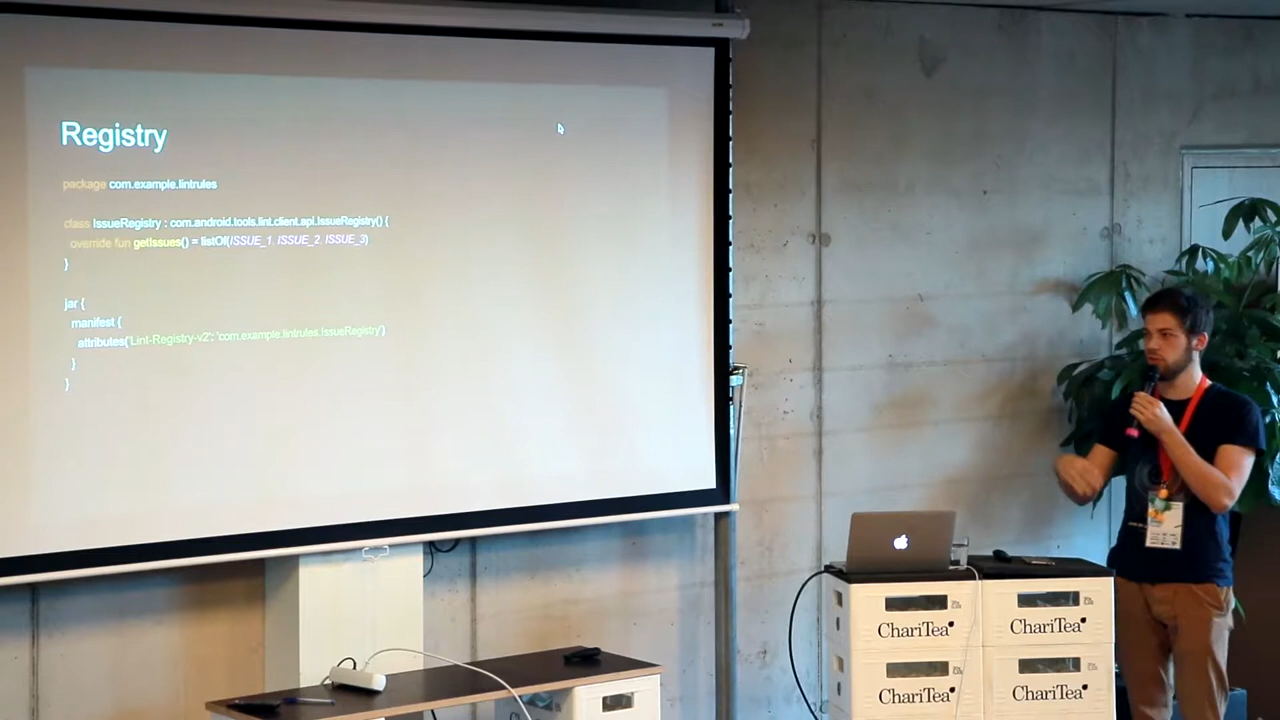 Registry
package com.example.lintrules
class IssueRegistry : com.android.tools.lint.client.api.IssueRegistry() {
override fun getIssues() = listOf(ISSUE_1, ISSUE_2, ISSUE_3)
}
jar {
manifest {
attributes('Lint-Registry-v2': 'com.example.lintrules.IssueRegistry')
}
}
ChariTea
ChariTea
ChariTea
ChariTea